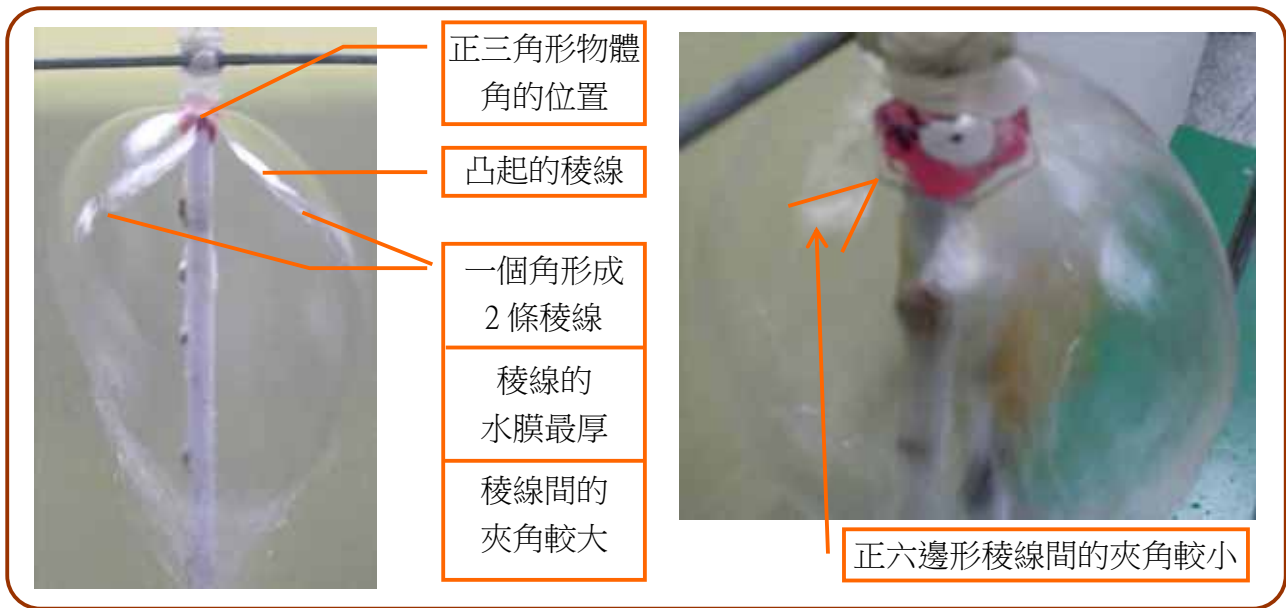 正三角形物體
角的位置
凸起的稜線
一個角形成
2 條稜線
稜線的
水膜最厚
稜線間的
夾角較大
正六邊形稜線間的夾角較小